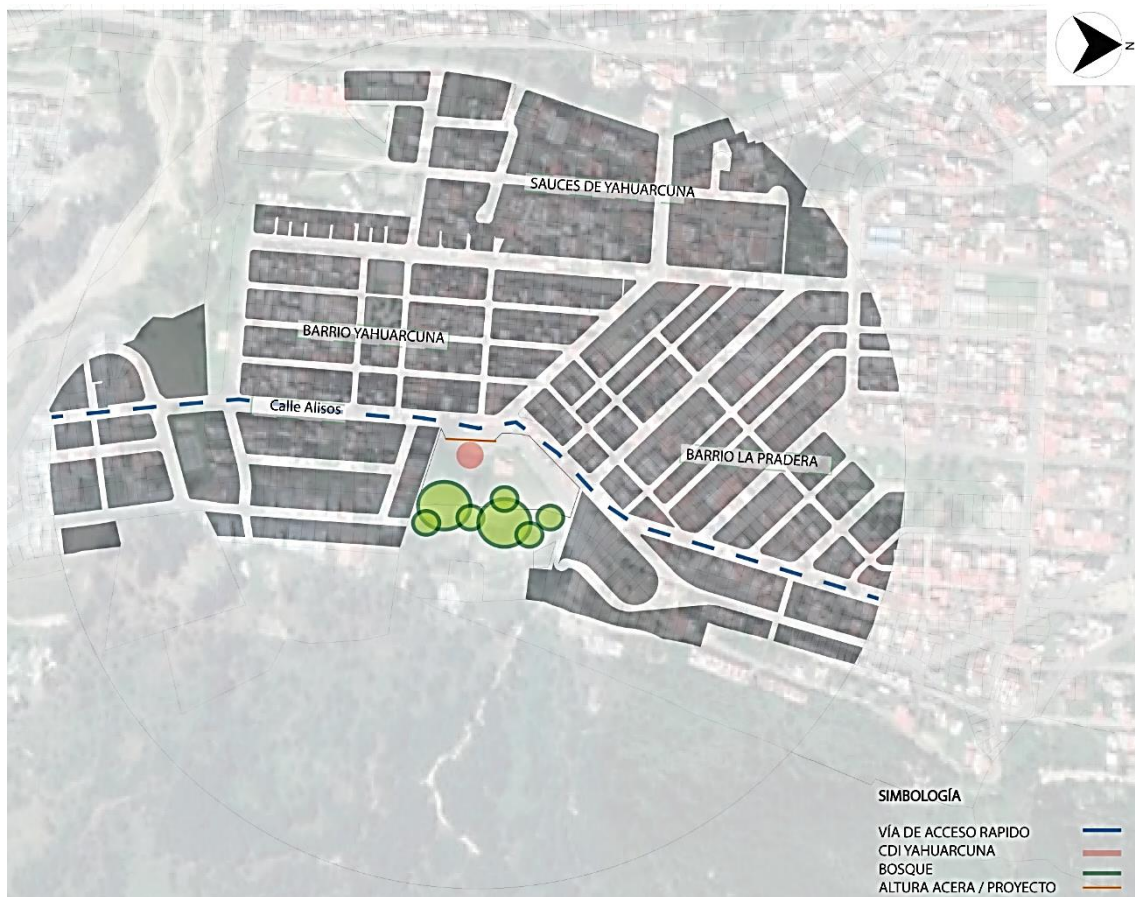 N
SAUCES DE YAHUARCUNA
BARRIO YAHUARCUNA
Calle Alisos
BARRIO LA PRADERA
SIMBOLOGÍA
VÍA DE ACCESO RAPIDO
CDI YAHUARCUNA
BOSQUE
ALTURA ACERA / PROYECTO